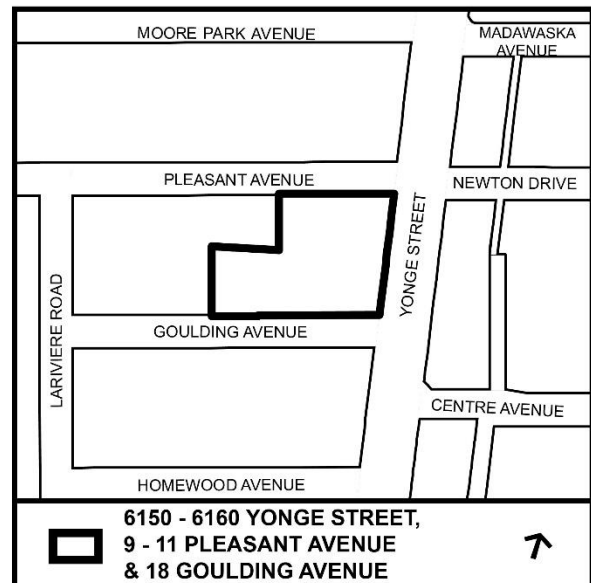 MOORE PARK AVENUE
MADAWASKA
AVENUE
PLEASANT AVENUE
NEWTON DRIVE
YONGE STREET
LARIVIERE ROAD
GOULDING AVENUE
CENTRE AVENUE
HOMEWOOD AVENUE
6150 - 6160 YONGE STREET,
9 - 11 PLEASANT AVENUE
& 18 GOULDING AVENUE